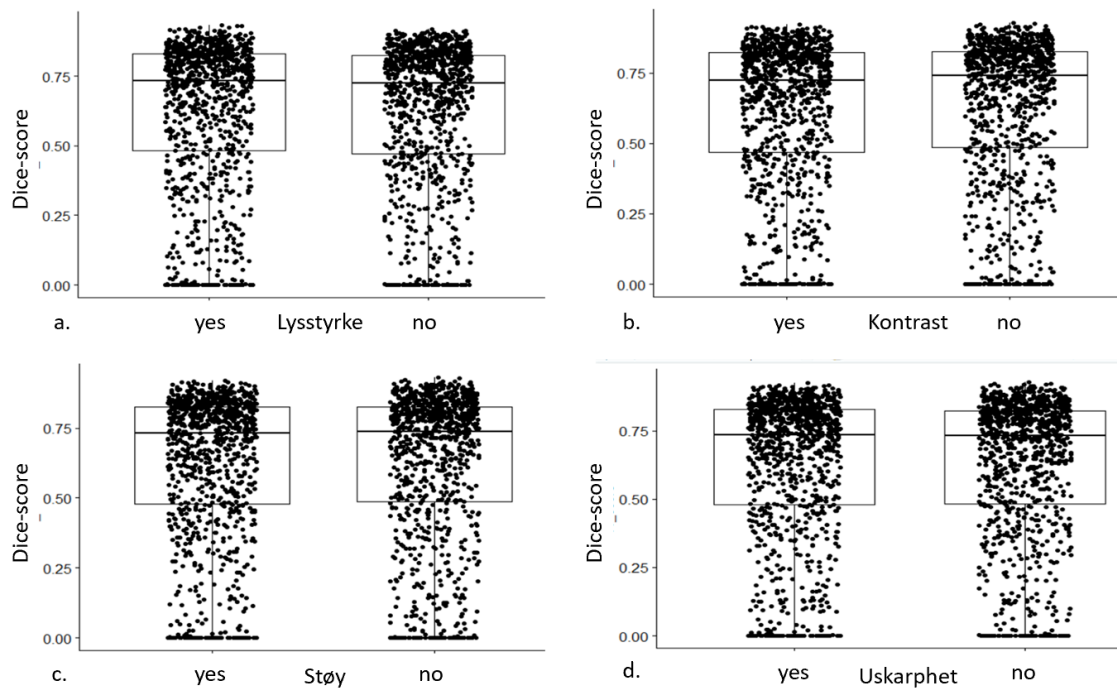 Dice-score
0.75
0.50
0.25
0.00
a. yes Lysstyrke no
Dice-score
0.75
0.50
0.25
0.00
b. yes Kontrast no
Dice-score
0.75
0.50
0.25
0.00
c. yes Støy no
Dice-score
0.75
0.50
0.25
0.00
d. yes Uskarphet no